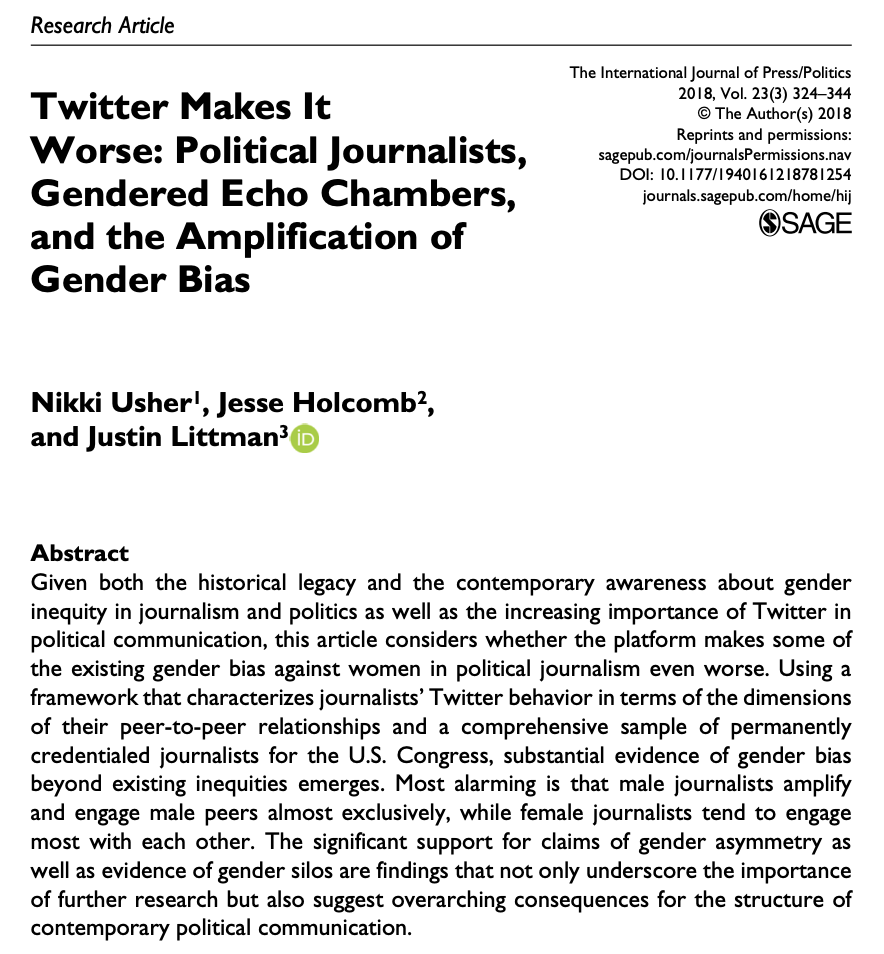 Research Article
The International Journal of Press/Politics
2018, Vol. 23(3) 324–344
© The Author(s) 2018
Reprints and permissions:
sagepub.com/journalsPermissions.nav
DOI: 10.1177/1940161218781254
journals.sagepub.com/home/hij
SAGE
Twitter Makes It
Worse: Political Journalists,
Gendered Echo Chambers,
and the Amplification of
Gender Bias
Nikki Usher¹, Jesse Holcomb²,
and Justin Littman³ iD
Abstract
Given both the historical legacy and the contemporary awareness about gender
inequity in journalism and politics as well as the increasing importance of Twitter in
political communication, this article considers whether the platform makes some of
the existing gender bias against women in political journalism even worse. Using a
framework that characterizes journalists’ Twitter behavior in terms of the dimensions
of their peer-to-peer relationships and a comprehensive sample of permanently
credentialed journalists for the U.S. Congress, substantial evidence of gender bias
beyond existing inequities emerges. Most alarming is that male journalists amplify
and engage male peers almost exclusively, while female journalists tend to engage
most with each other. The significant support for claims of gender asymmetry as
well as evidence of gender silos are findings that not only underscore the importance
of further research but also suggest overarching consequences for the structure of
contemporary political communication.